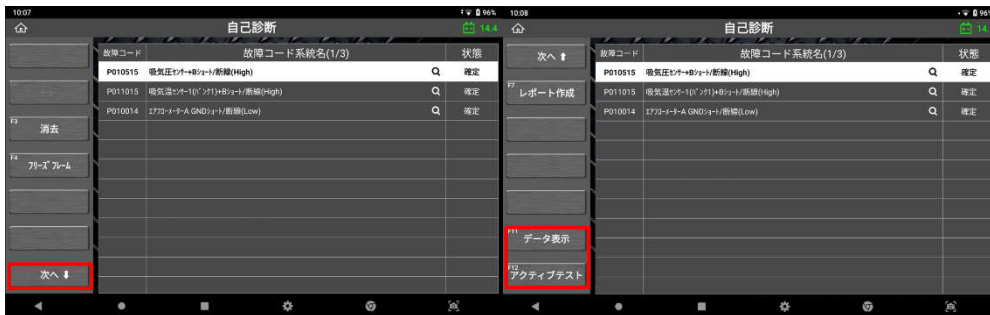 10:07
96%
自己診断
14.4
故障コード 故障コード系統名(1/3) 状態
P010515 吸気圧ｾﾝｻｰ+Bｼｮｰﾄ/断線(High) 確定
P011015 吸気温ｾﾝｻｰ1(ﾊﾞﾝｸ1)+Bｼｮｰﾄ/断線(High) 確定
P010014 ｴｱﾌﾛｰﾒｰﾀｰA GNDｼｮｰﾄ/断線(Low) 確定
F3 消去
F4 ﾌﾘｰｽﾞﾌﾚｰﾑ
次へ ⬇
10:08
96%
自己診断
14.
次へ ⬆
故障コード 故障コード系統名(1/3) 状態
P010515 吸気圧ｾﾝｻｰ+Bｼｮｰﾄ/断線(High) 確定
F7 レポート作成
P011015 吸気温ｾﾝｻｰ1(ﾊﾞﾝｸ1)+Bｼｮｰﾄ/断線(High) 確定
P010014 ｴｱﾌﾛｰﾒｰﾀｰA GNDｼｮｰﾄ/断線(Low) 確定
F11 データ表示
F12 アクティブテスト